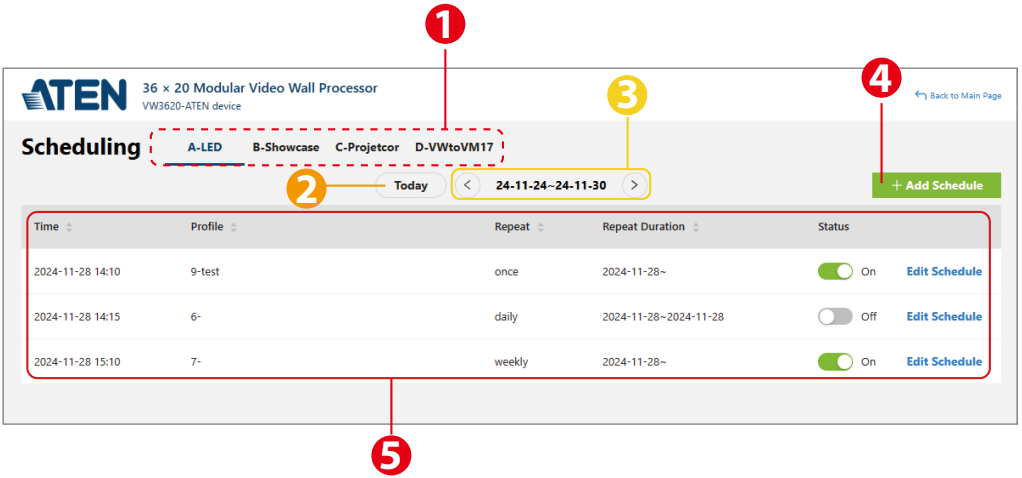 1
ATEN
36 × 20 Modular Video Wall Processor
VW3620-ATEN device
4
3
Back to Main Page
Scheduling
A-LED B-Showcase C-Projetcor D-VWtoVM17
2
Today < 24-11-24~24-11-30 >
+ Add Schedule
Time Profile Repeat Repeat Duration Status
2024-11-28 14:10 9-test once 2024-11-28~ On Edit Schedule
2024-11-28 14:15 6- daily 2024-11-28~2024-11-28 Off Edit Schedule
2024-11-28 15:10 7- weekly 2024-11-28~ On Edit Schedule
5